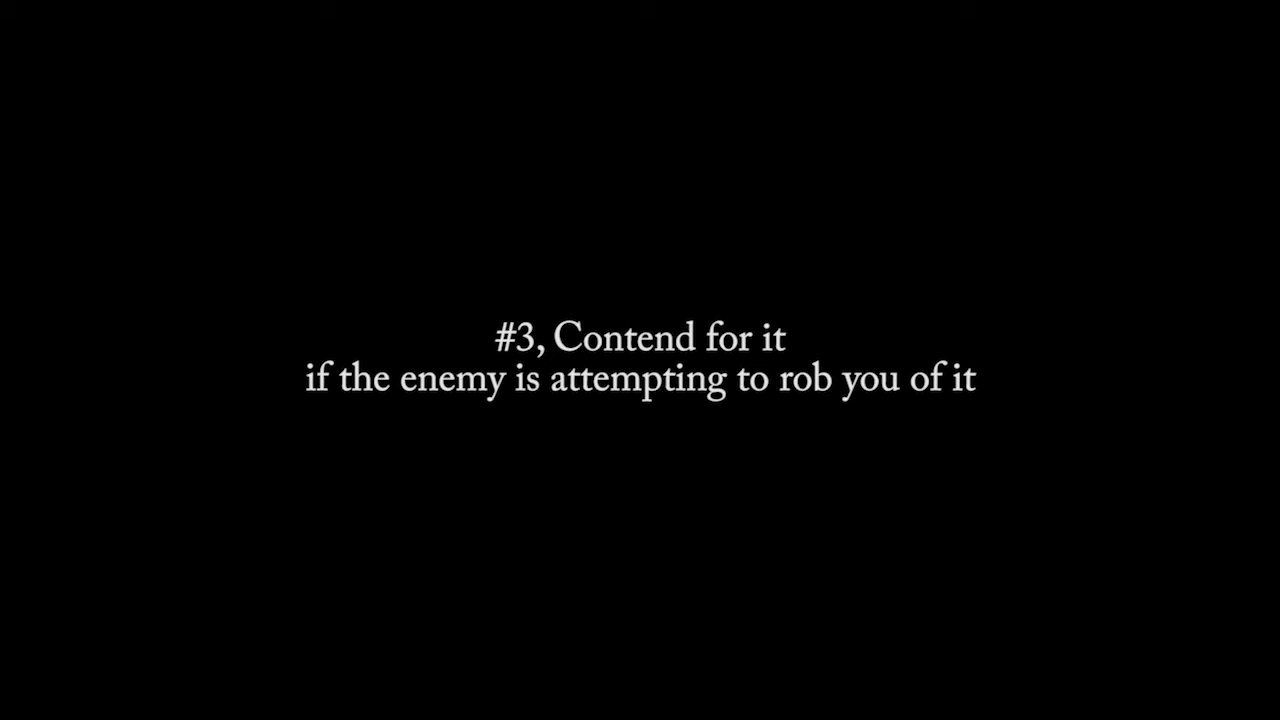 #3, Contend for it
if the enemy is attempting to rob you of it